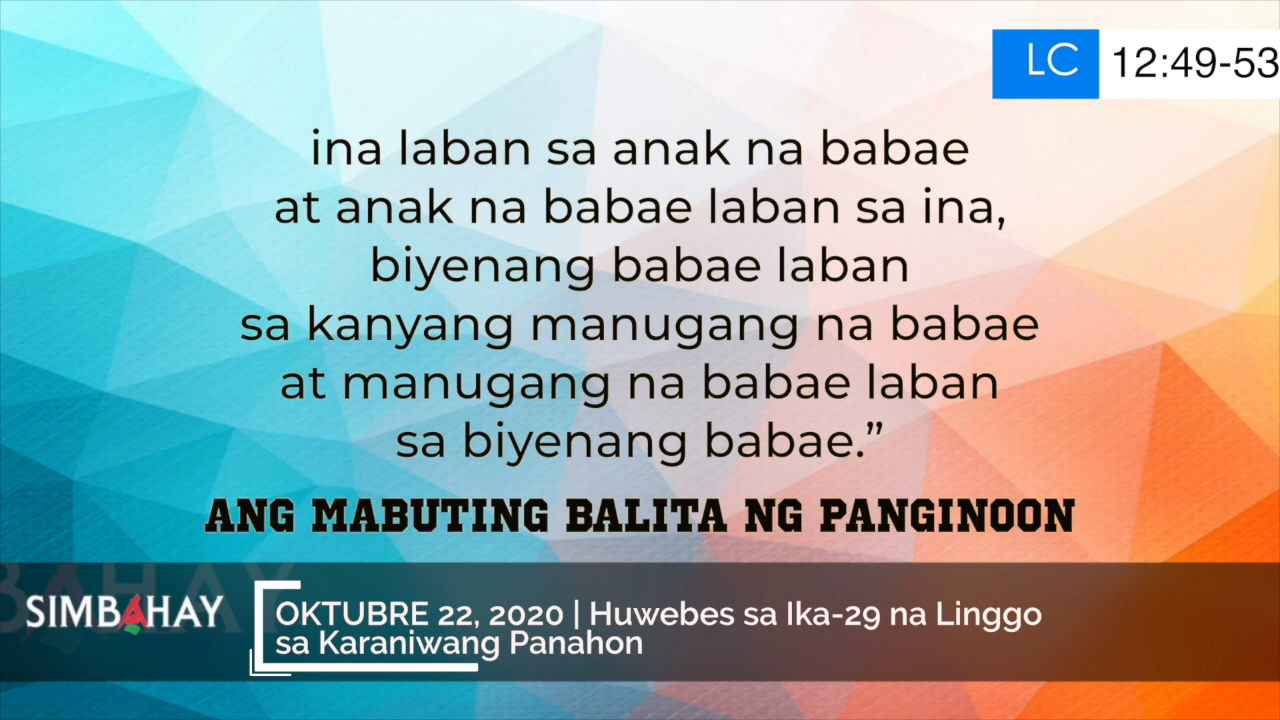 LC 12:49-53
ina laban sa anak na babae
at anak na babae laban sa ina,
biyenang babae laban
sa kanyang manugang na babae
at manugang na babae laban
sa biyenang babae.”
ANG MABUTING BALITA NG PANGINOON
SIMBAHAY
OKTUBRE 22, 2020 | Huwebes sa Ika-29 na Linggo
sa Karaniwang Panahon